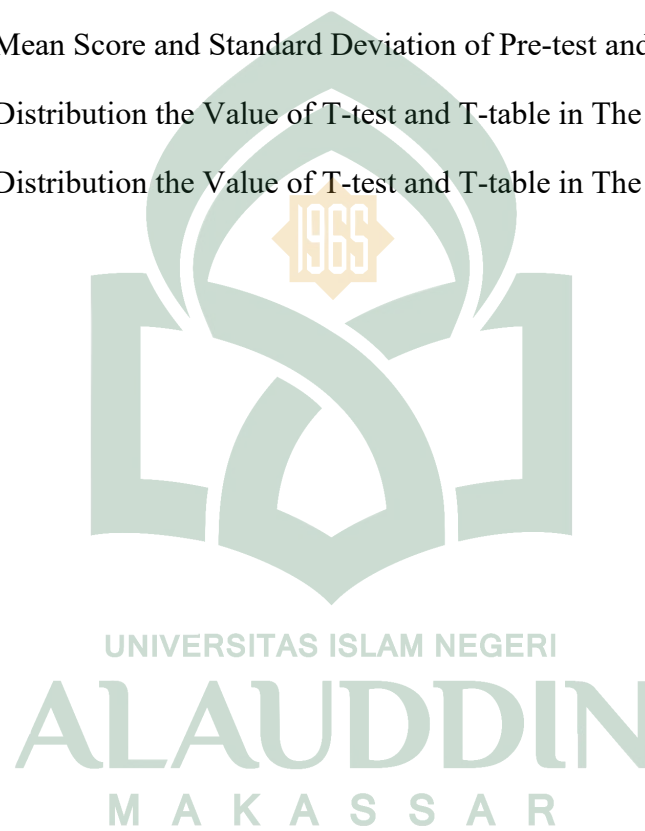 Mean Score and Standard Deviation of Pre-test and
Distribution the Value of T-test and T-table in The
Distribution the Value of T-test and T-table in The
1965
UNIVERSITAS ISLAM NEGERI
ALAUDDIN
MAKASSAR